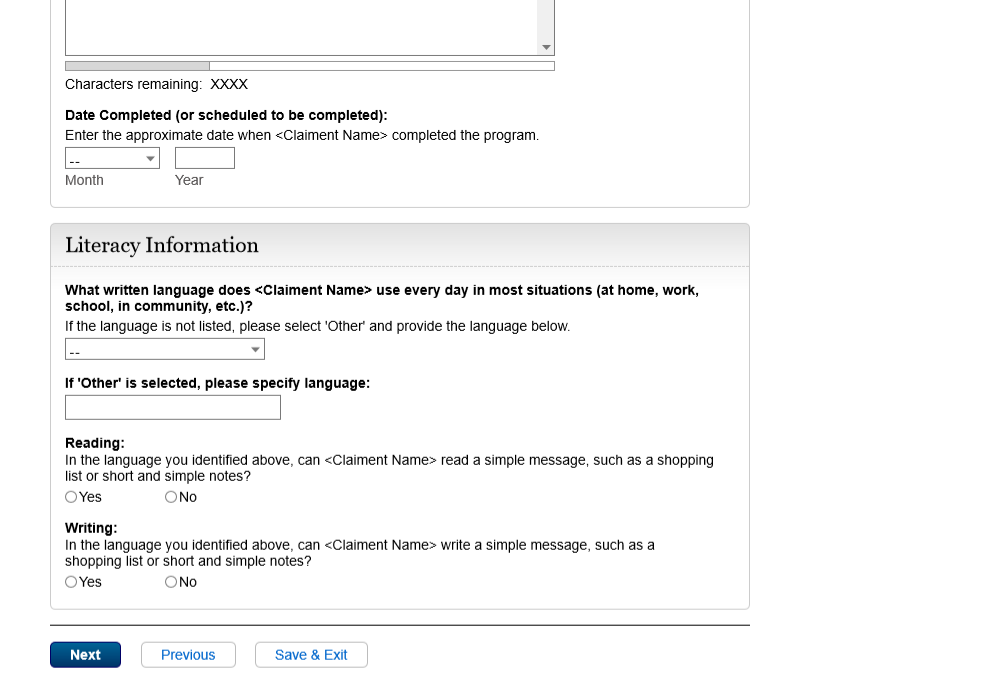 Characters remaining: XXXX
Date Completed (or scheduled to be completed):
Enter the approximate date when <Claiment Name> completed the program.
--
Month Year
Literacy Information
What written language does <Claiment Name> use every day in most situations (at home, work,
school, in community, etc.)?
If the language is not listed, please select 'Other' and provide the language below.
--
If 'Other' is selected, please specify language:
Reading:
In the language you identified above, can <Claiment Name> read a simple message, such as a shopping
list or short and simple notes?
Yes No
Writing:
In the language you identified above, can <Claiment Name> write a simple message, such as a
shopping list or short and simple notes?
Yes No
Next Previous Save & Exit